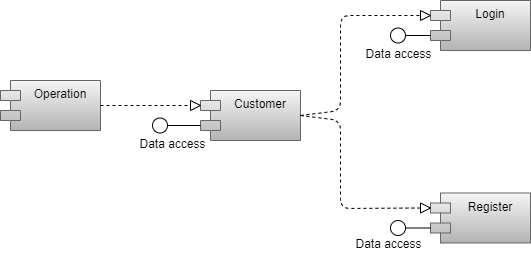 Login
Data access
Operation
Customer
Data access
Register
Data access